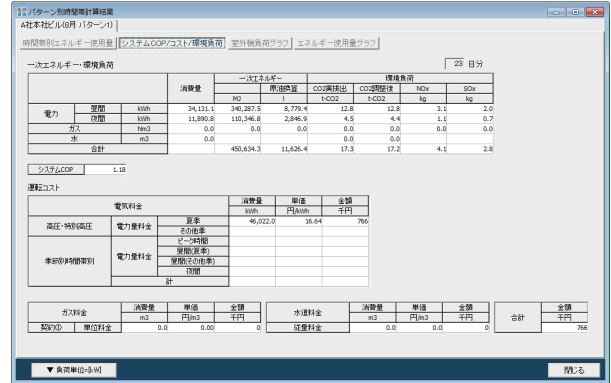 パターン別時間帯計算結果
A社本社ビル(8月 パターン1)
時間帯別エネルギー使用量 システムCOP/コスト/環境負荷 室外機負荷グラフ エネルギー使用量グラフ
一次エネルギー・環境負荷 23 日分
消費量 一次エネルギー 環境負荷
原油換算 CO2実排出 CO2調整後 NOx SOx
MJ l t-CO2 t-CO2 kg kg
電力 昼間 kWh 34,131.1 340,287.5 8,779.4 12.8 12.8 3.1 2.0
夜間 kWh 11,890.8 110,346.8 2,846.9 4.5 4.4 1.1 0.7
ガス Nm3 0.0 0.0 0.0 0.0 0.0 0.0 0.0
水 m3 0.0 0.0 0.0
合計 450,634.3 11,626.4 17.3 17.2 4.1 2.8
システムCOP 1.18
運転コスト
電気料金 消費量 単価 金額
kWh 円/kWh 千円
高圧・特別高圧 電力量料金 夏季 46,022.0 16.64 766
その他季
季節別時間帯別 電力量料金 ピーク時間
昼間(夏季)
昼間(その他季)
夜間
計
ガス料金 消費量 単価 金額 水道料金 消費量 単価 金額 合計 金額
m3 円/m3 千円 m3 円/m3 千円 千円
契約① 単位料金 0.0 0.00 0 従量料金 0.0 0.0 0 766
▼ 負荷単位=[kW] 閉じる